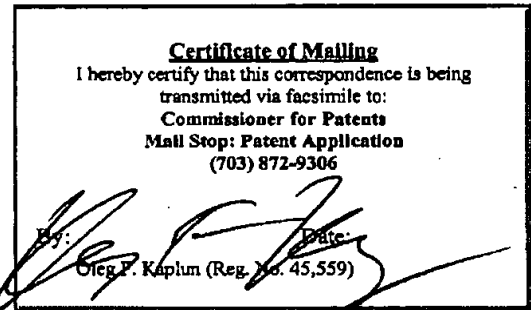 Certificate of Mailing
I hereby certify that this correspondence is being
transmitted via facsimile to:
Commissioner for Patents
Mail Stop: Patent Application
(703) 872-9306
By: Date:
Oleg F. Kaplun (Reg. No. 45,559)